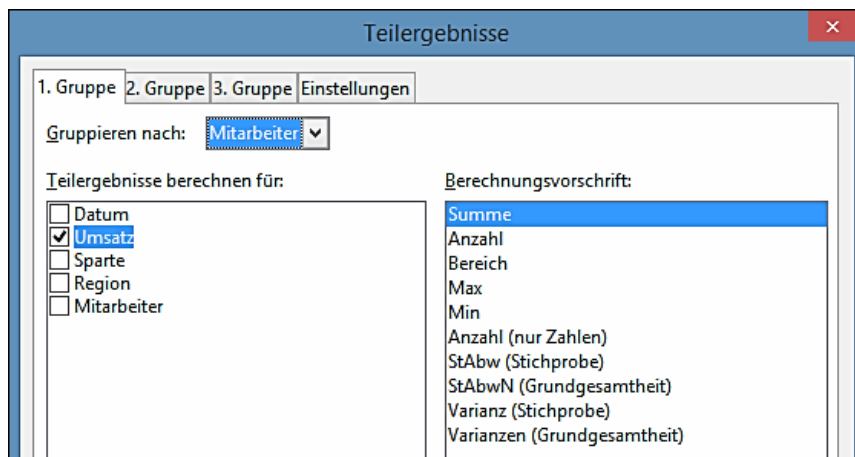 Teilergebnisse
1. Gruppe 2. Gruppe 3. Gruppe Einstellungen
Gruppieren nach: Mitarbeiter
Teilergebnisse berechnen für:
Datum
Umsatz
Sparte
Region
Mitarbeiter
Berechnungsvorschrift:
Summe
Anzahl
Bereich
Max
Min
Anzahl (nur Zahlen)
StAbw (Stichprobe)
StAbwN (Grundgesamtheit)
Varianz (Stichprobe)
Varianzen (Grundgesamtheit)